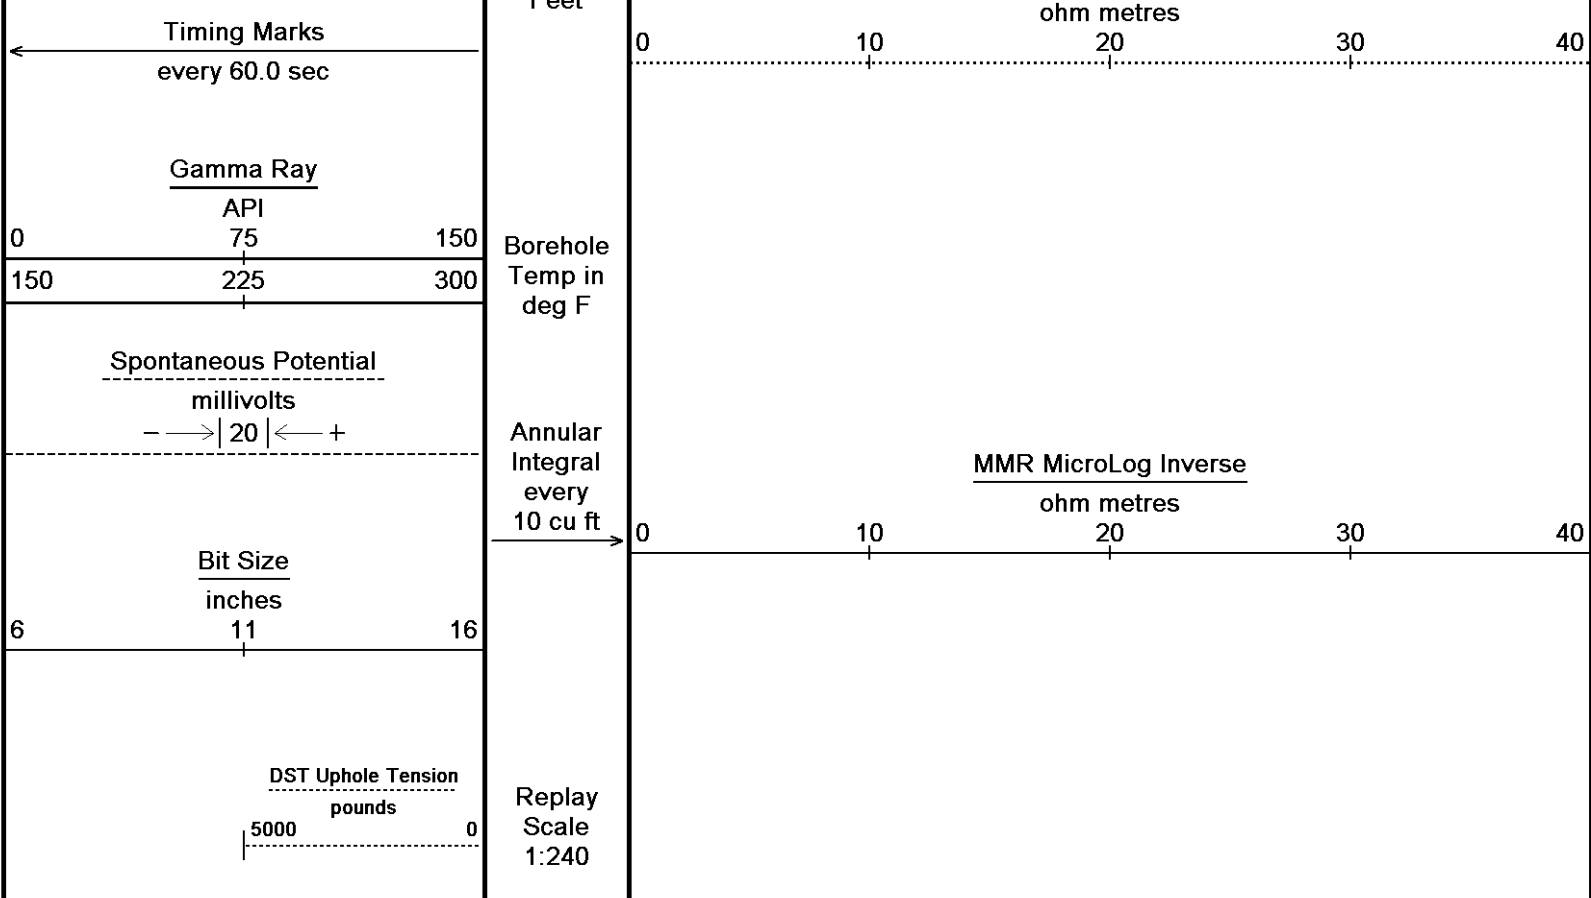 Timing Marks
every 60.0 sec
Gamma Ray
API
0 75 150
150 225 300
Spontaneous Potential
millivolts
− | 20 | +
Bit Size
inches
6 11 16
DST Uphole Tension
pounds
5000 0
Feet
Borehole
Temp in
deg F
Annular
Integral
every
10 cu ft
Replay
Scale
1:240
ohm metres
0 10 20 30 40
MMR MicroLog Inverse
ohm metres
0 10 20 30 40